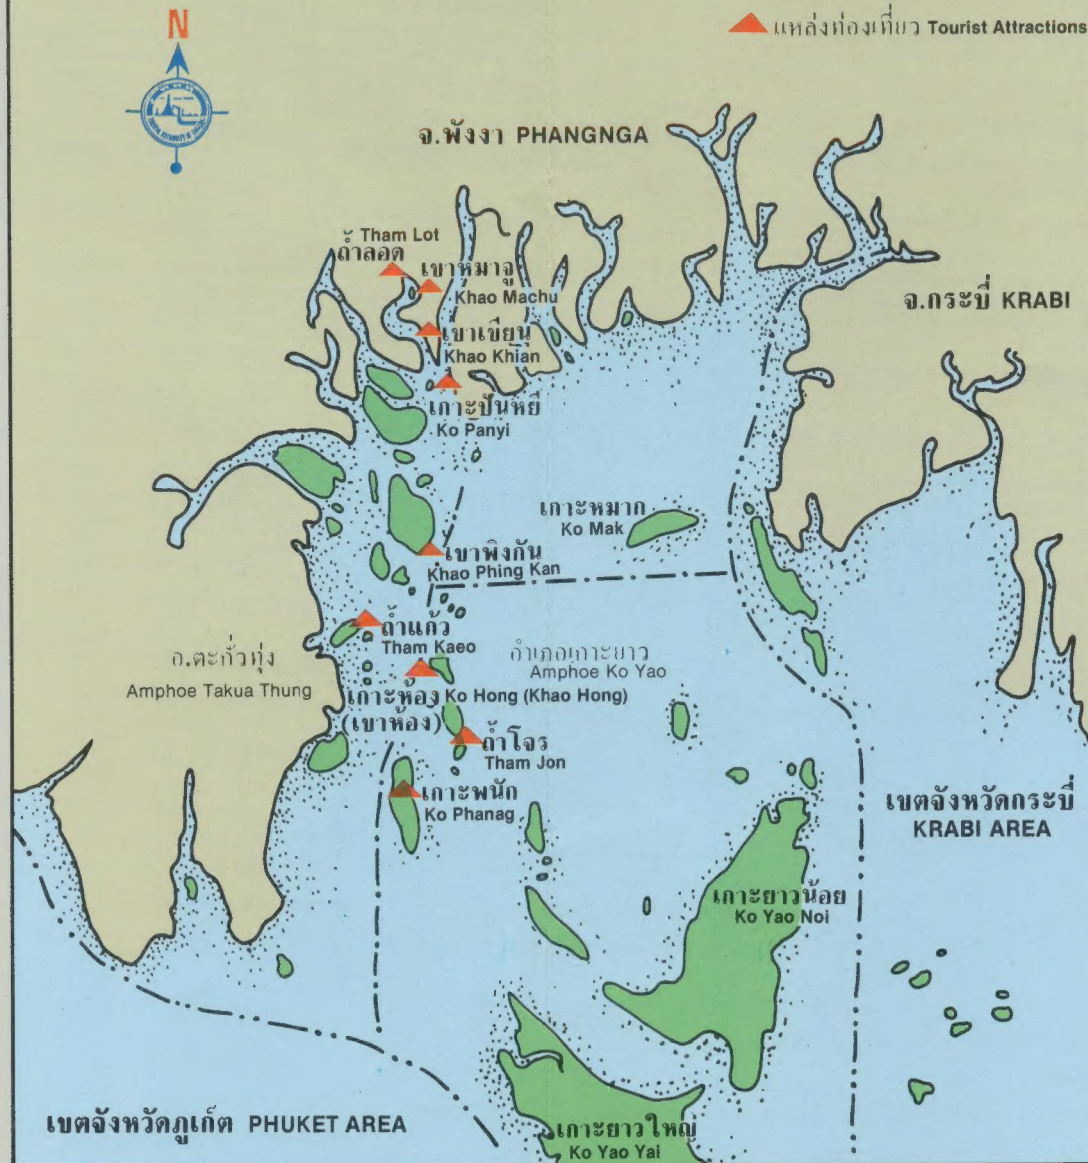 แหล่งท่องเที่ยว Tourist Attractions
N
จ.พังงา PHANGNGA
Tham Lot
ถ้ำลอด
เขาหมาจู
Khao Machu
จ.กระบี่ KRABI
เขาเขียน
Khao Khian
เกาะปันหยี
Ko Panyi
เกาะหมาก
Ko Mak
เขาพิงกัน
Khao Phing Kan
ถ้ำแก้ว
Tham Kaeo
อ.ตะกั่วทุ่ง
Amphoe Takua Thung
อำเภอเกาะยาว
Amphoe Ko Yao
เกาะห้อง Ko Hong (Khao Hong)
(เขาห้อง)
ถ้ำโจร
Tham Jon
เกาะพนัก
Ko Phanag
เขตจังหวัดกระบี่
KRABI AREA
เกาะยาวน้อย
Ko Yao Noi
เขตจังหวัดภูเก็ต PHUKET AREA
เกาะยาวใหญ่
Ko Yao Yai